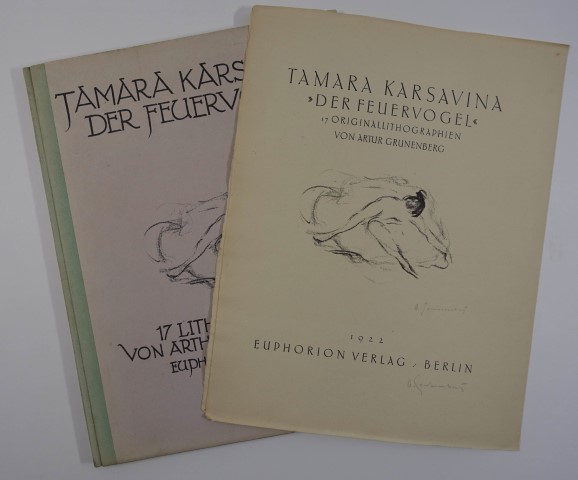 TAMARA KARS
DER FEUERV
17 LITH
VON ARTH
EUPH
TAMARA KARSAVINA
»DER FEUERVOGEL«
17 ORIGINALLITHOGRAPHIEN
VON ARTUR GRUNENBERG
1922
EUPHORION VERLAG / BERLIN